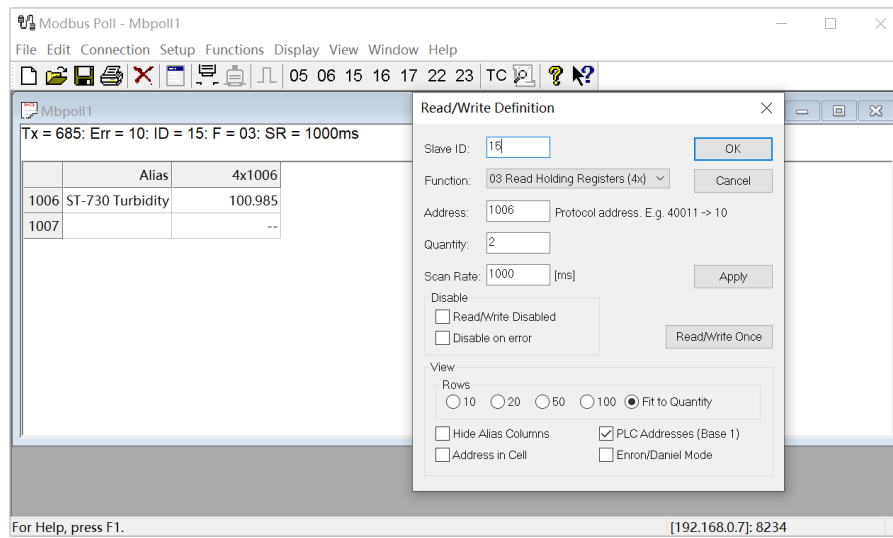 Modbus Poll - Mbpoll1
File Edit Connection Setup Functions Display View Window Help
05 06 15 16 17 22 23 TC
Mbpoll1
Tx = 685: Err = 10: ID = 15: F = 03: SR = 1000ms
Alias 4x1006
1006 ST-730 Turbidity 100.985
1007 --
Read/Write Definition
Slave ID: 15 OK
Function: 03 Read Holding Registers (4x) Cancel
Address: 1006 Protocol address. E.g. 40011 -> 10
Quantity: 2
Scan Rate: 1000 [ms] Apply
Disable
Read/Write Disabled
Disable on error Read/Write Once
View
Rows
10 20 50 100 Fit to Quantity
Hide Alias Columns PLC Addresses (Base 1)
Address in Cell Enron/Daniel Mode
For Help, press F1. [192.168.0.7]: 8234